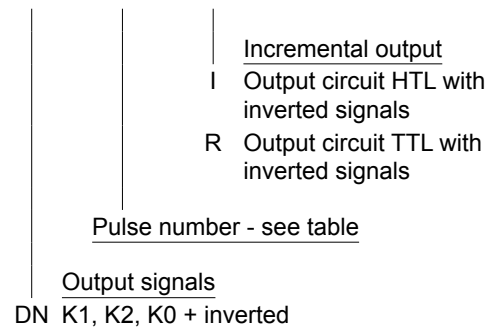 Incremental output
I Output circuit HTL with
inverted signals
R Output circuit TTL with
inverted signals
Pulse number - see table
Output signals
DN K1, K2, K0 + inverted